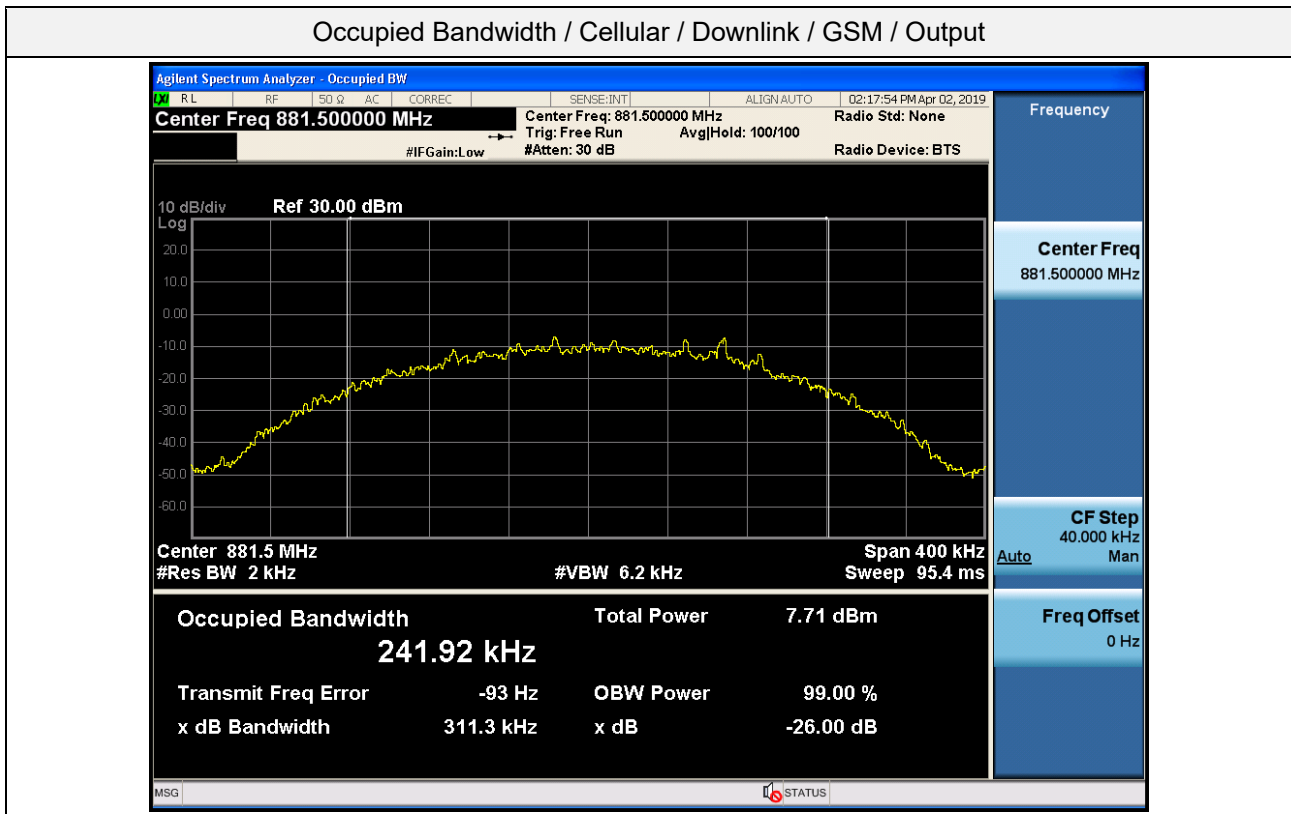 Occupied Bandwidth / Cellular / Downlink / GSM / Output
Agilent Spectrum Analyzer - Occupied BW
LXI RL RF 50 Ω AC CORREC SENSE:INT ALIGN AUTO 02:17:54 PM Apr 02, 2019
Center Freq 881.500000 MHz
Center Freq: 881.500000 MHz Radio Std: None
Trig: Free Run Avg|Hold: 100/100
#IFGain:Low #Atten: 30 dB Radio Device: BTS
Frequency
10 dB/div Ref 30.00 dBm
Log
20.0
10.0
0.00
-10.0
-20.0
-30.0
-40.0
-50.0
-60.0
Center 881.5 MHz Span 400 kHz
#Res BW 2 kHz #VBW 6.2 kHz Sweep 95.4 ms
Center Freq
881.500000 MHz
CF Step
40.000 kHz
Auto Man
Freq Offset
0 Hz
Occupied Bandwidth Total Power 7.71 dBm
241.92 kHz
Transmit Freq Error -93 Hz OBW Power 99.00 %
x dB Bandwidth 311.3 kHz x dB -26.00 dB
MSG STATUS